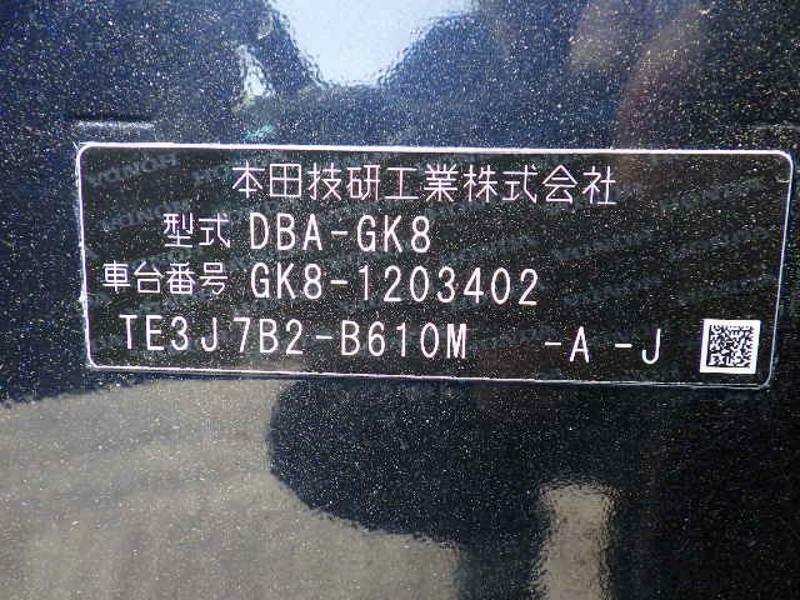 本田技研工業株式会社
型式 DBA-GK8
車台番号 GK8-1203402
TE3J7B2-B610M -A -J